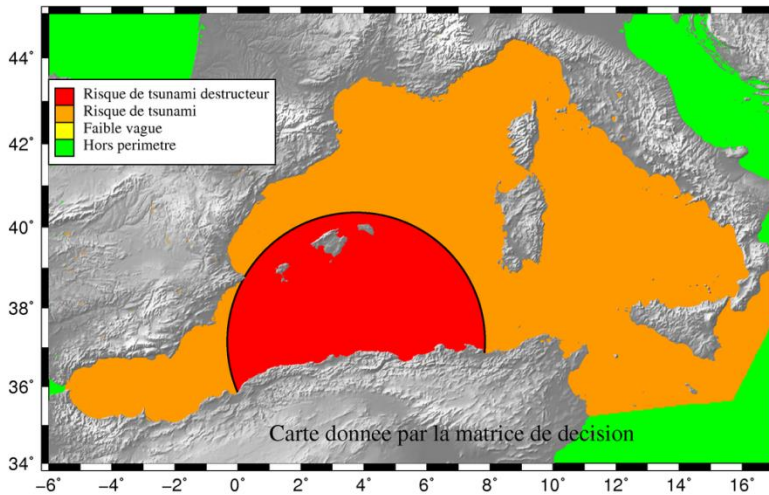 44°
42°
40°
38°
36°
34°
Risque de tsunami destructeur
Risque de tsunami
Faible vague
Hors perimetre
Carte donnee par la matrice de decision
−6° −4° −2° 0° 2° 4° 6° 8° 10° 12° 14° 16°